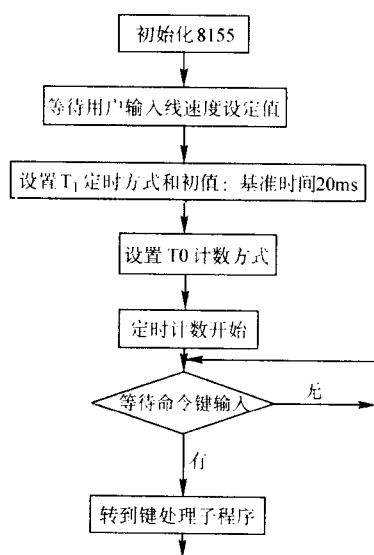 初始化8155
等待用户输入线速度设定值
设置T1定时方式和初值：基准时间20ms
设置T0计数方式
定时计数开始
等待命令键输入
无
有
转到键处理子程序